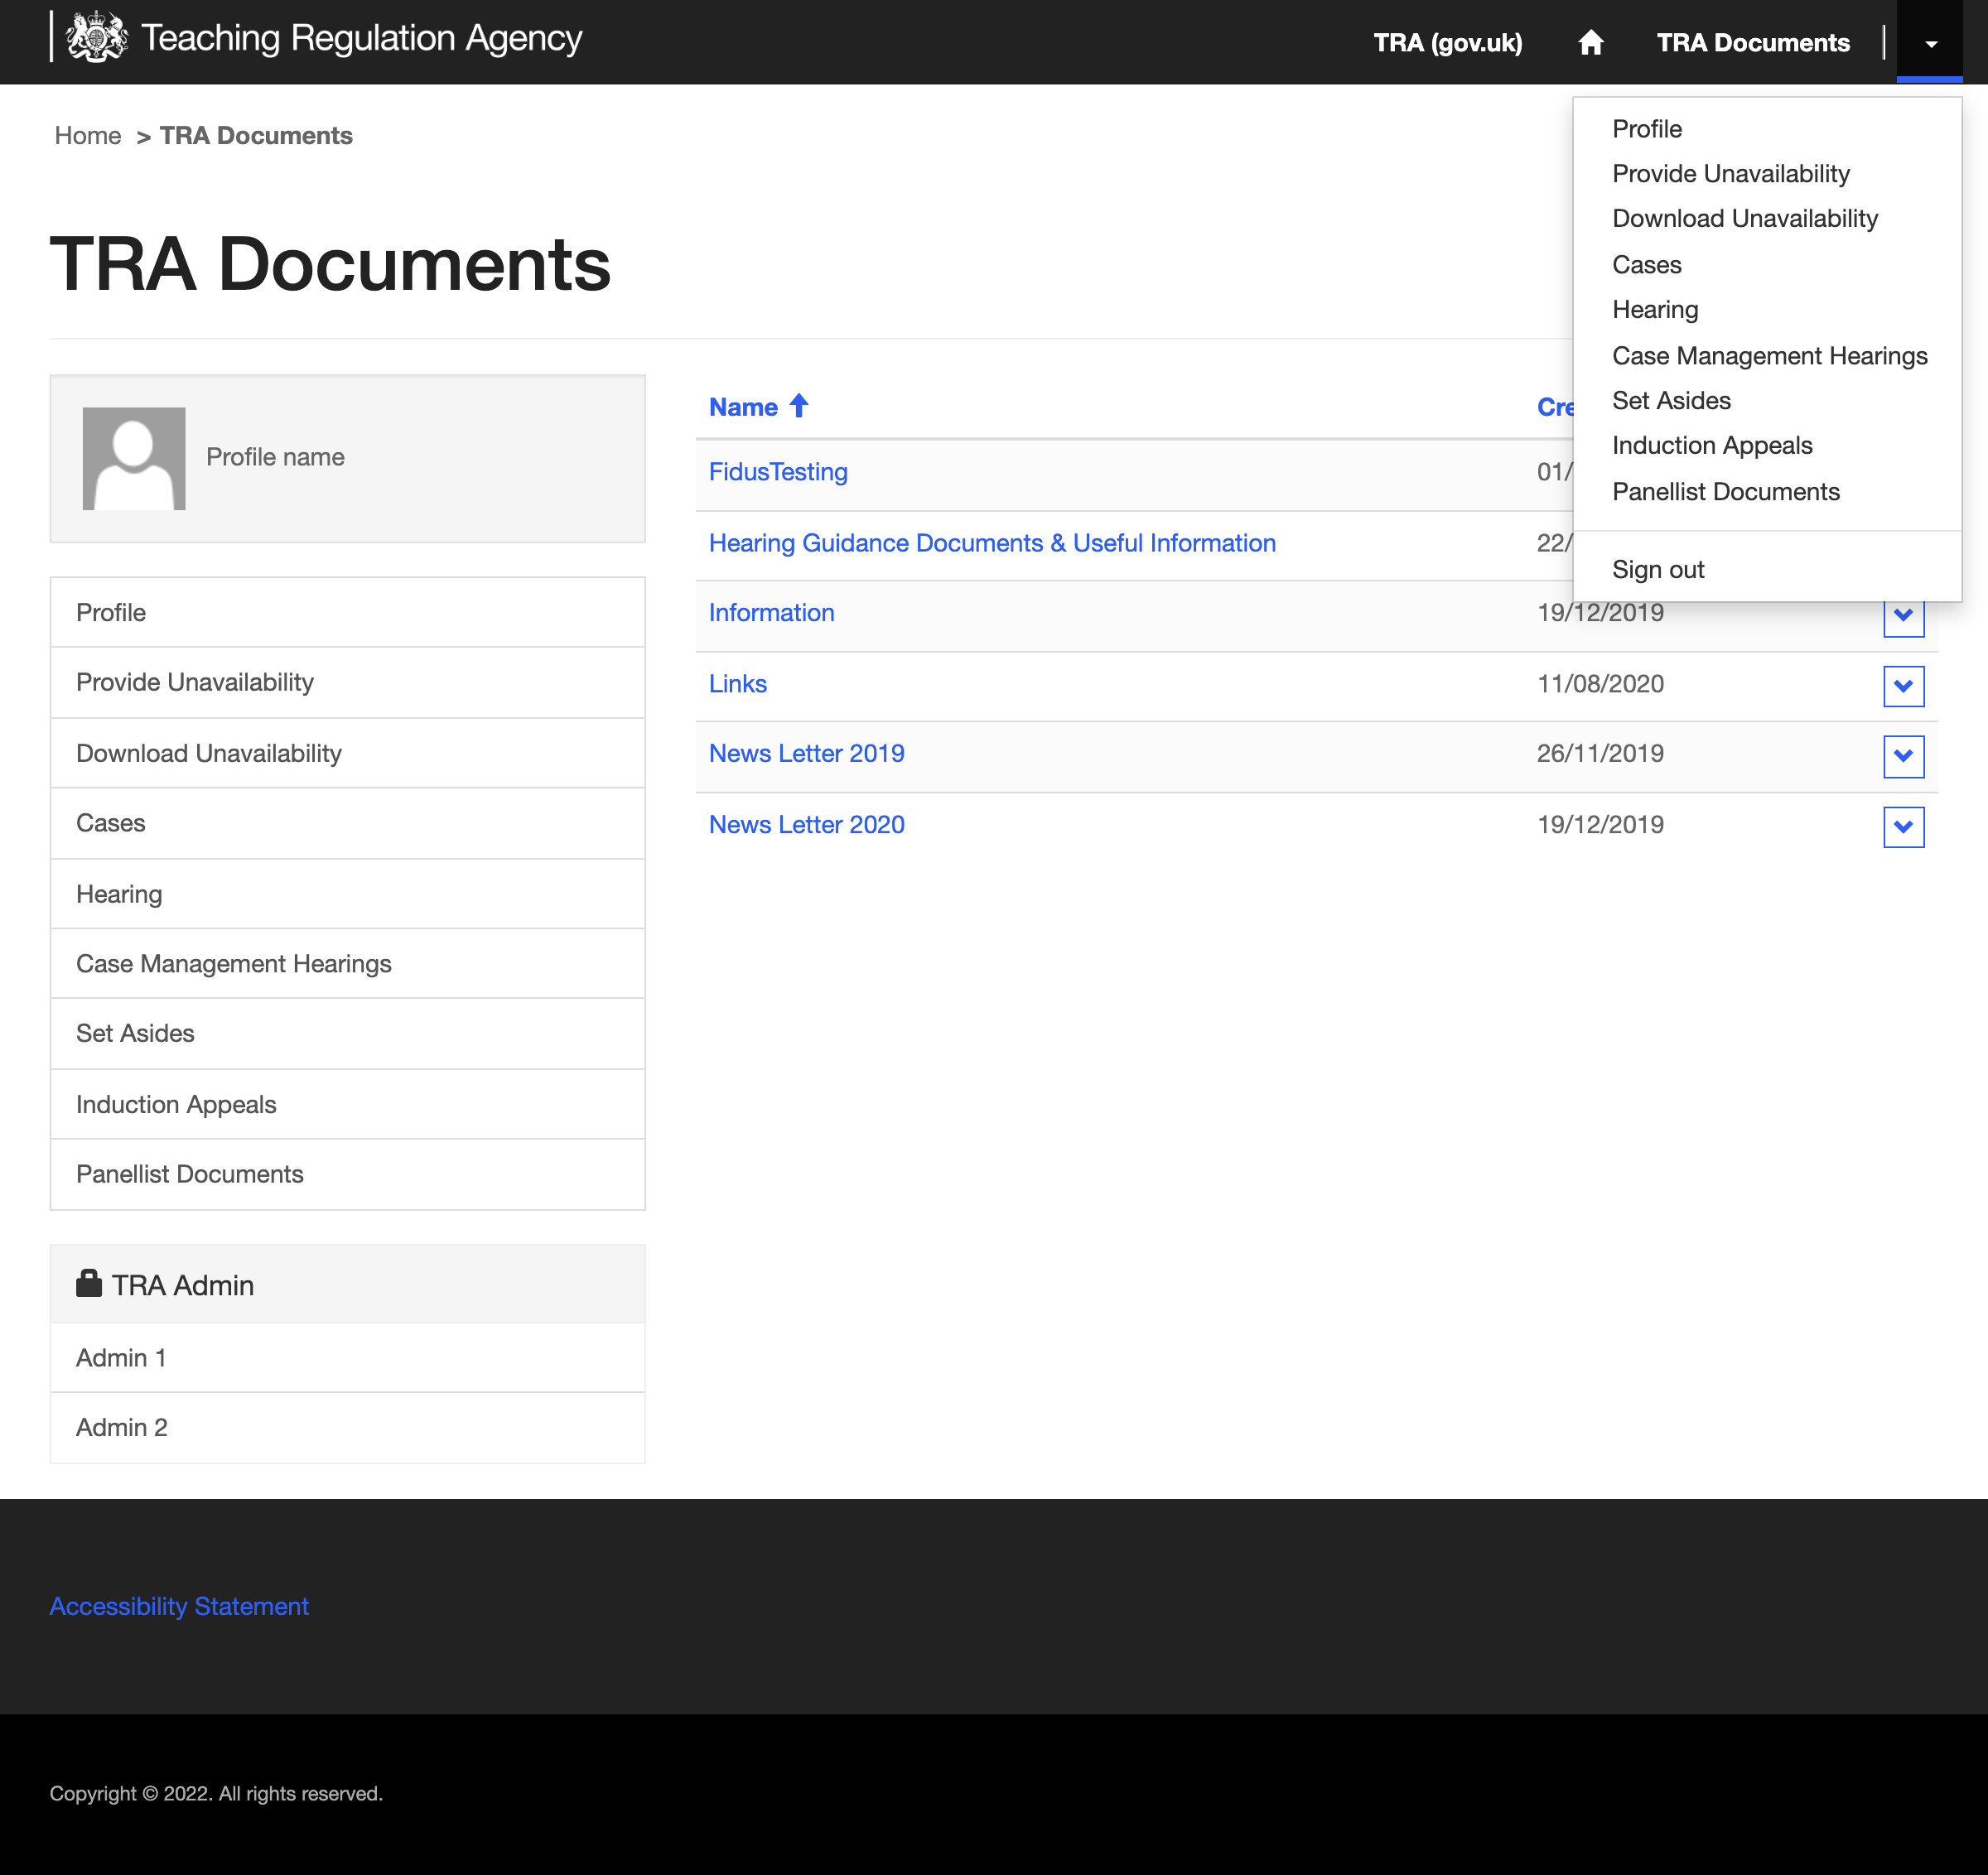 Teaching Regulation Agency
TRA (gov.uk)
TRA Documents
Home > TRA Documents
TRA Documents
Profile
Provide Unavailability
Download Unavailability
Cases
Hearing
Case Management Hearings
Set Asides
Induction Appeals
Panellist Documents
Sign out
Profile name
Profile
Provide Unavailability
Download Unavailability
Cases
Hearing
Case Management Hearings
Set Asides
Induction Appeals
Panellist Documents
TRA Admin
Admin 1
Admin 2
Name Cre
FidusTesting 01/
Hearing Guidance Documents & Useful Information 22/
Information 19/12/2019
Links 11/08/2020
News Letter 2019 26/11/2019
News Letter 2020 19/12/2019
Accessibility Statement
Copyright © 2022. All rights reserved.